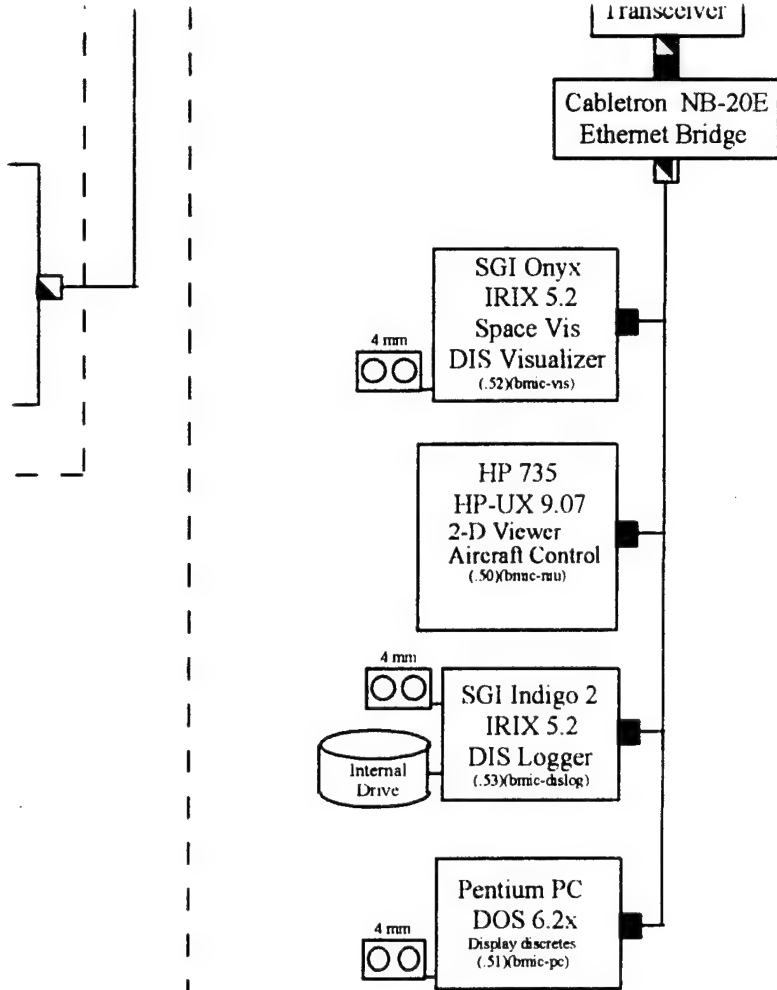 Transceiver
Cabletron NB-20E
Ethernet Bridge
SGI Onyx
IRIX 5.2
Space Vis
DIS Visualizer
(.52)(bmic-vis)
4 mm
HP 735
HP-UX 9.07
2-D Viewer
Aircraft Control
4 mm
SGI Indigo 2
IRIX 5.2
DIS Logger
(.53)(bmic-dislog)
Internal
Drive
Pentium PC
DOS 6.2x
Display discretes
(.51)(bmic-pc)
4 mm